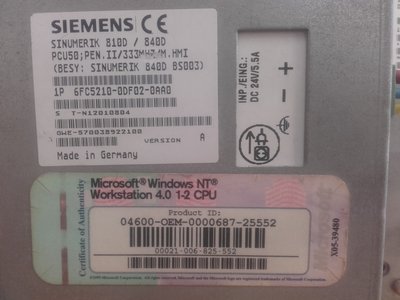 SIEMENS CE
SINUMERIK 810D / 840D
PCU50;PEN.II/333MHZ/M.HMI
(BESY: SINUMERIK 840D BS003)
1P 6FC5210-0DF02-0AA0
S T-N12010804
OWE-570038922100
VERSION A
Made in Germany
INP./EING.:
DC 24V/5.5A
- +
Certificate of Authenticity
Microsoft® Windows NT®
Workstation 4.0 1-2 CPU
Product ID:
04600-OEM-0000687-25552
00021-006-825-552
X05-39480